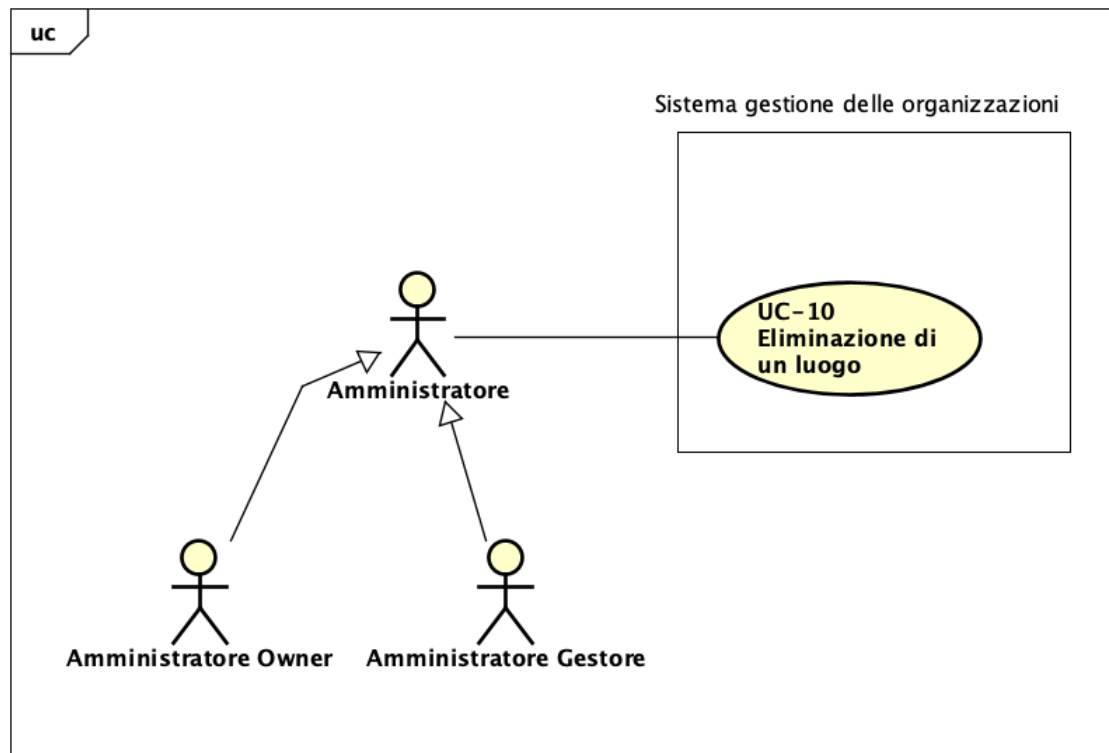 uc
Sistema gestione delle organizzazioni
UC-10
Eliminazione di
un luogo
Amministratore
Amministratore Owner
Amministratore Gestore